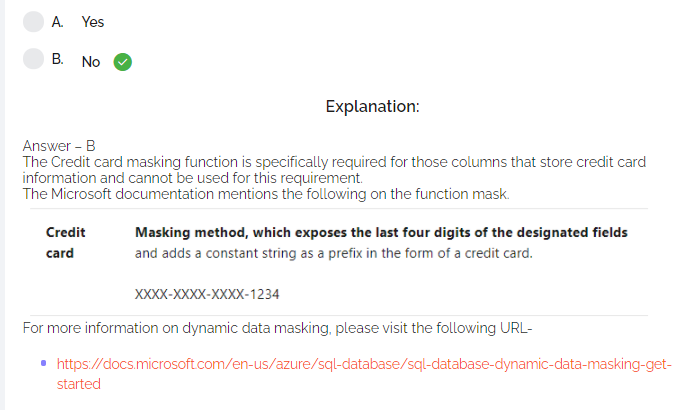 A. Yes
B. No
Explanation:
Answer – B
The Credit card masking function is specifically required for those columns that store credit card
information and cannot be used for this requirement.
The Microsoft documentation mentions the following on the function mask.
Credit card
Masking method, which exposes the last four digits of the designated fields
and adds a constant string as a prefix in the form of a credit card.
XXXX-XXXX-XXXX-1234
For more information on dynamic data masking, please visit the following URL-
https://docs.microsoft.com/en-us/azure/sql-database/sql-database-dynamic-data-masking-get-
started